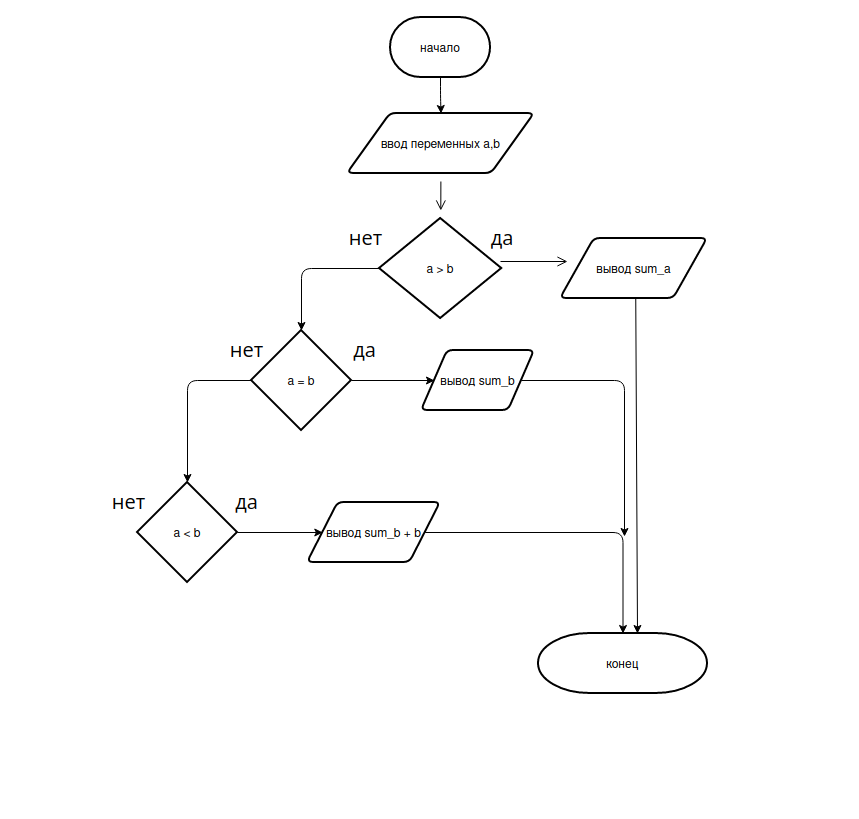 начало
ввод переменных a,b
нет
да
a > b
вывод sum_a
нет
да
a = b
вывод sum_b
нет
да
a < b
вывод sum_b + b
конец